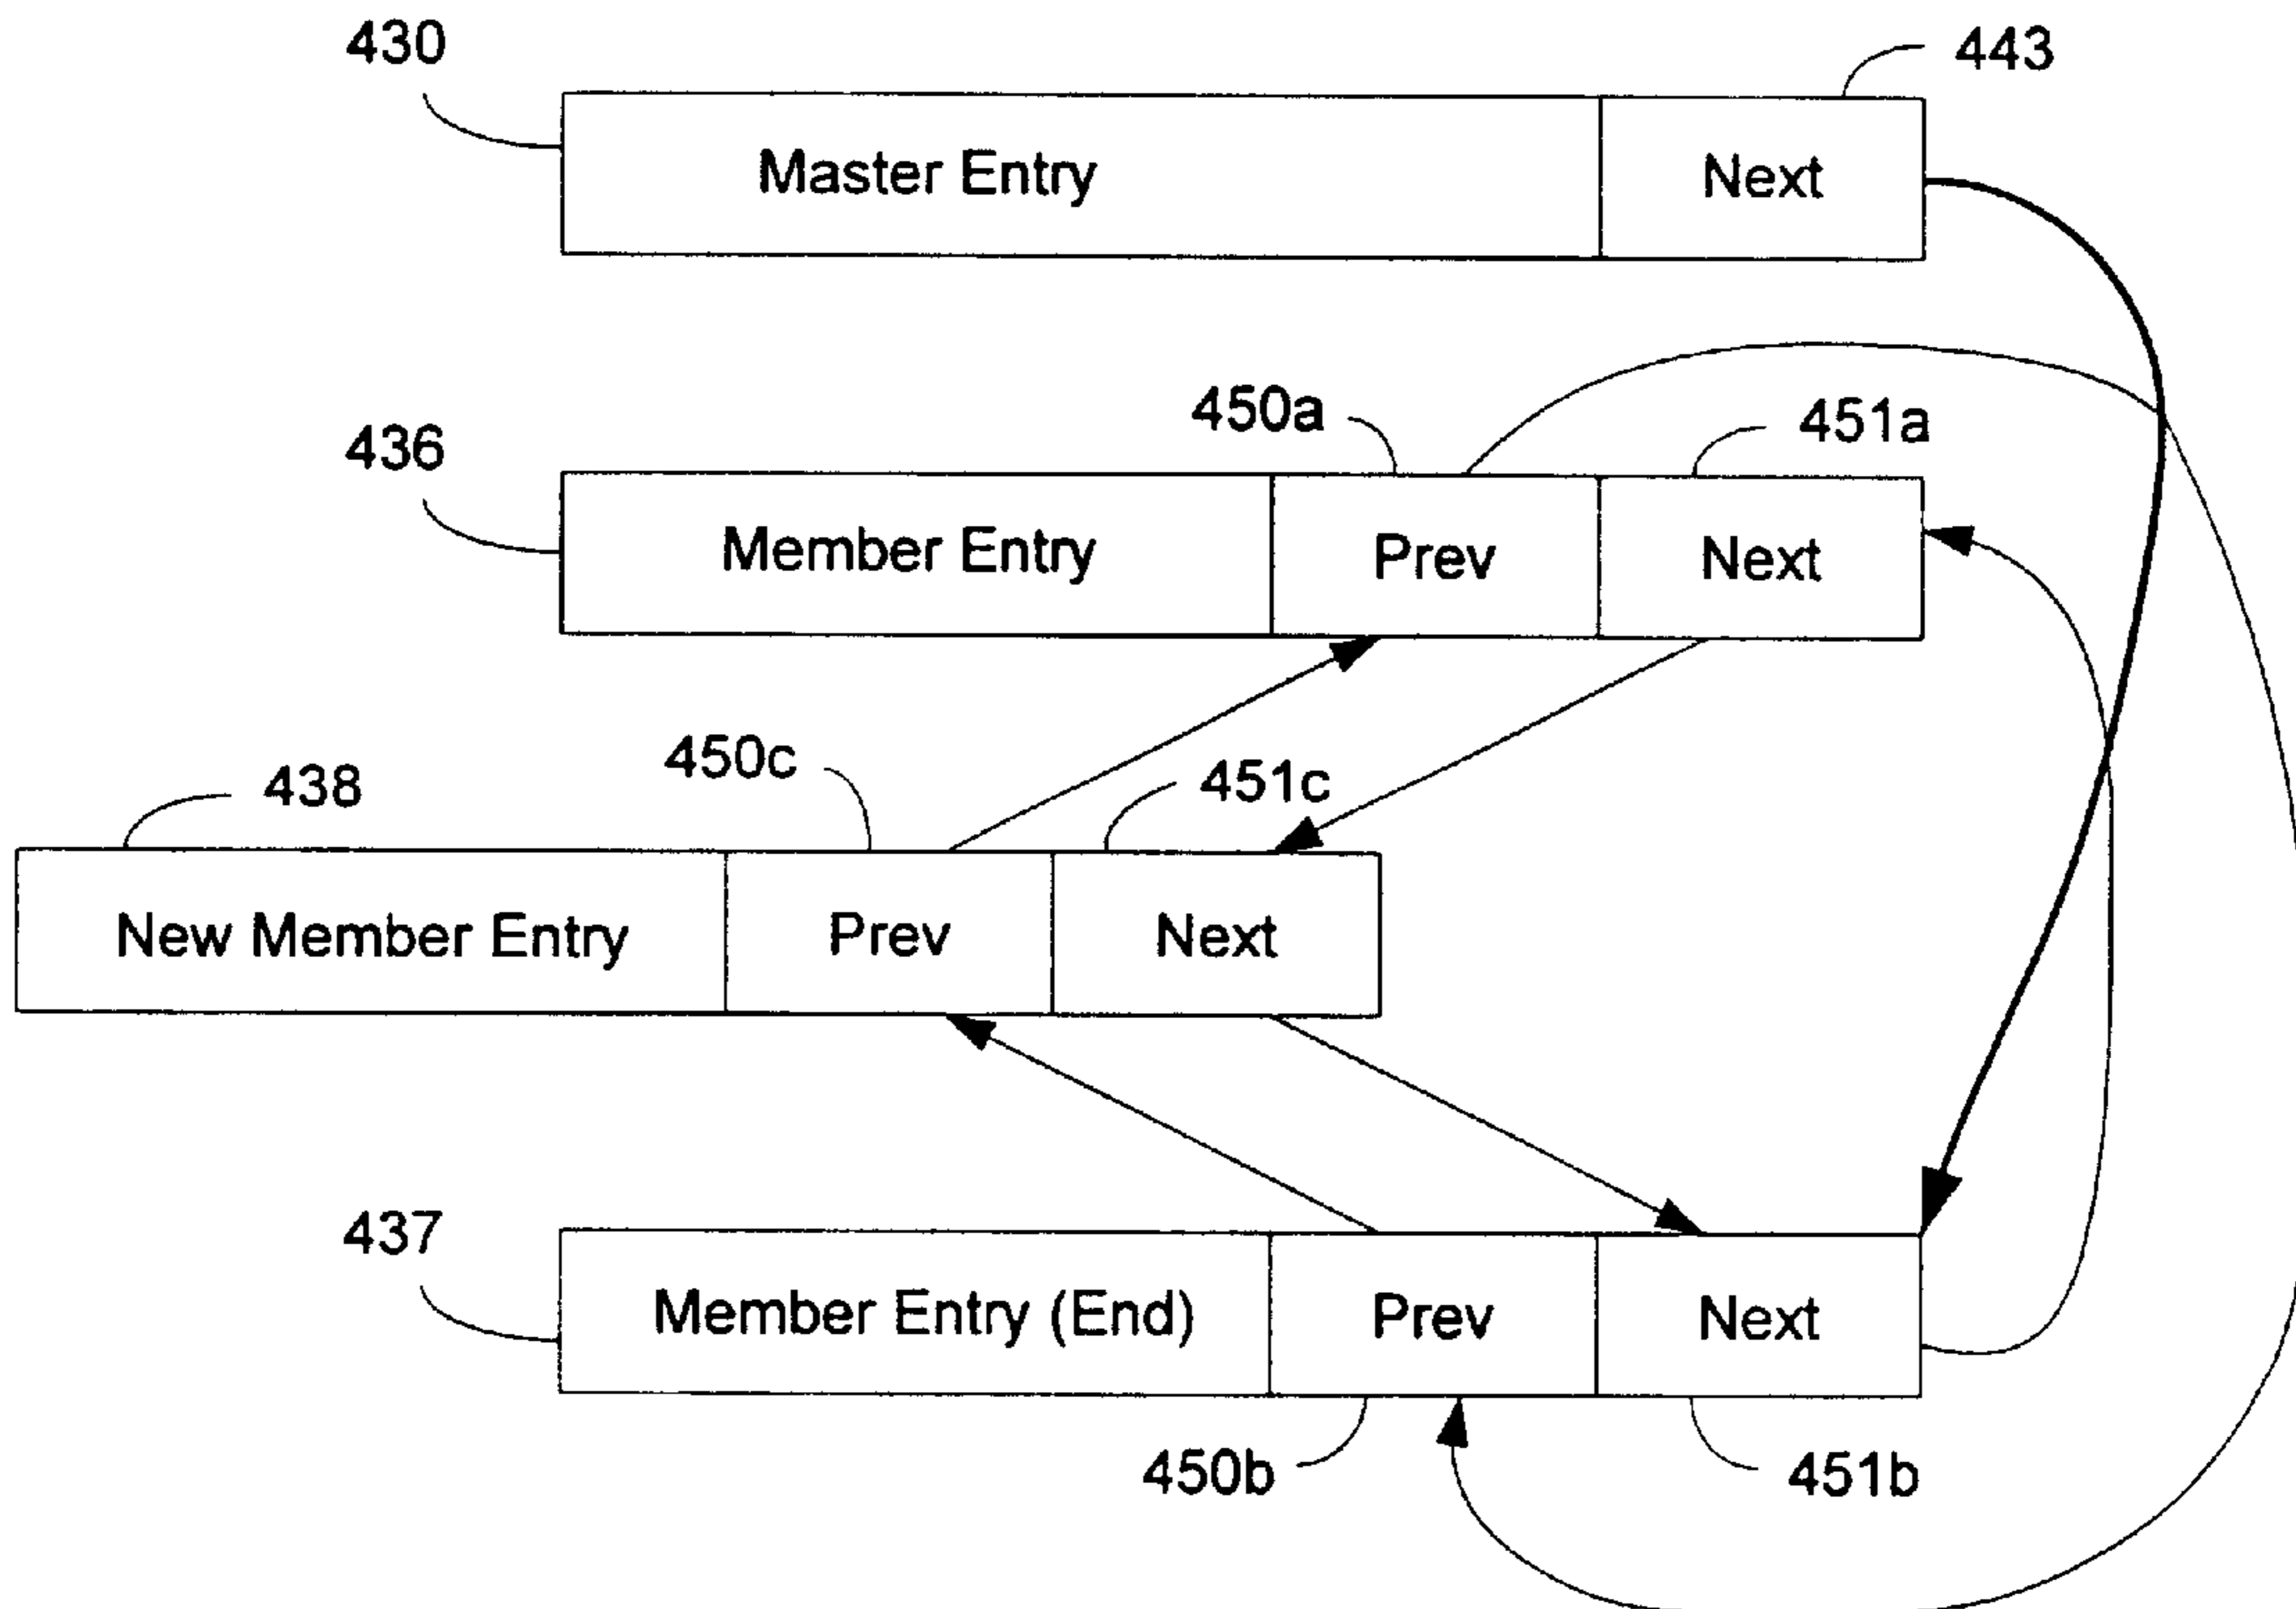 430
443
Master Entry
Next
450a
451a
436
Member Entry
Prev
Next
450c
451c
438
New Member Entry
Prev
Next
437
Member Entry (End)
Prev
Next
450b
451b